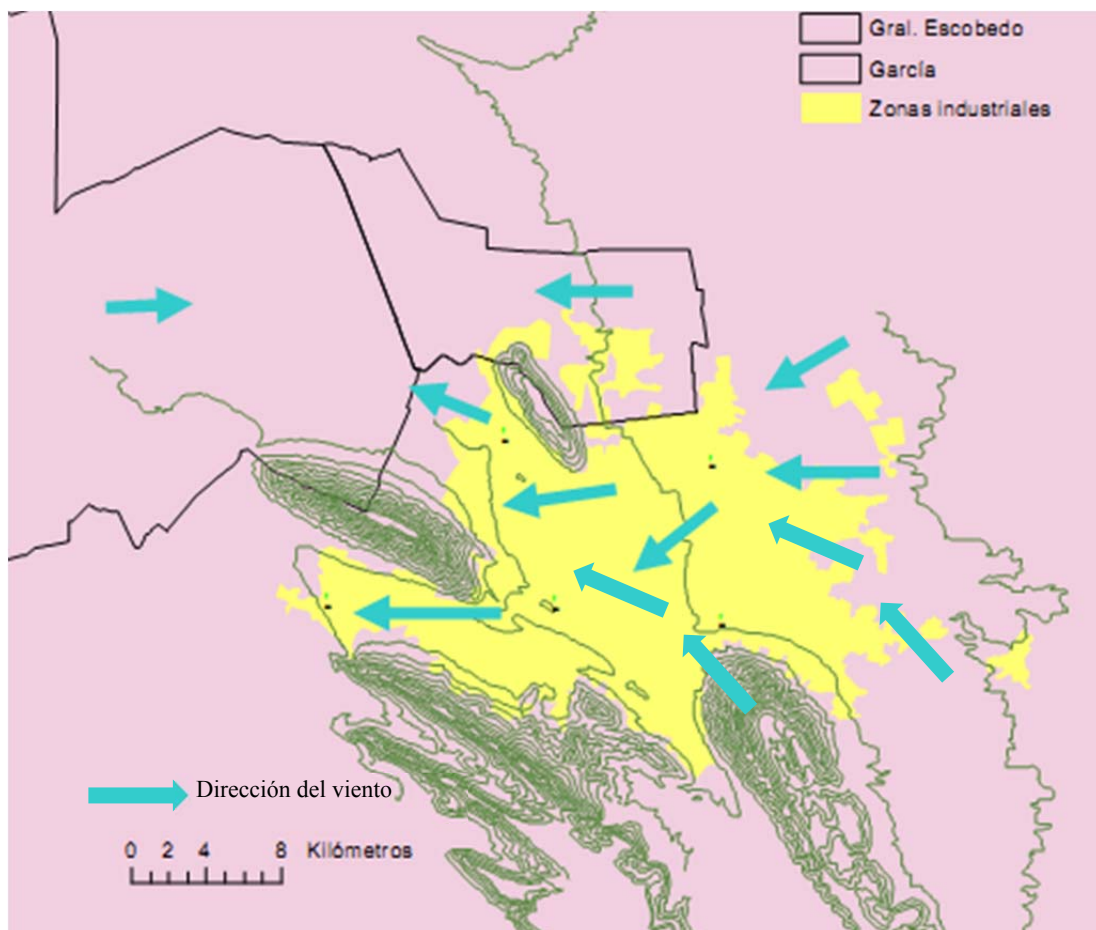 Gral. Escobedo
García
Zonas industriales
Dirección del viento
0 2 4 8 Kilómetros